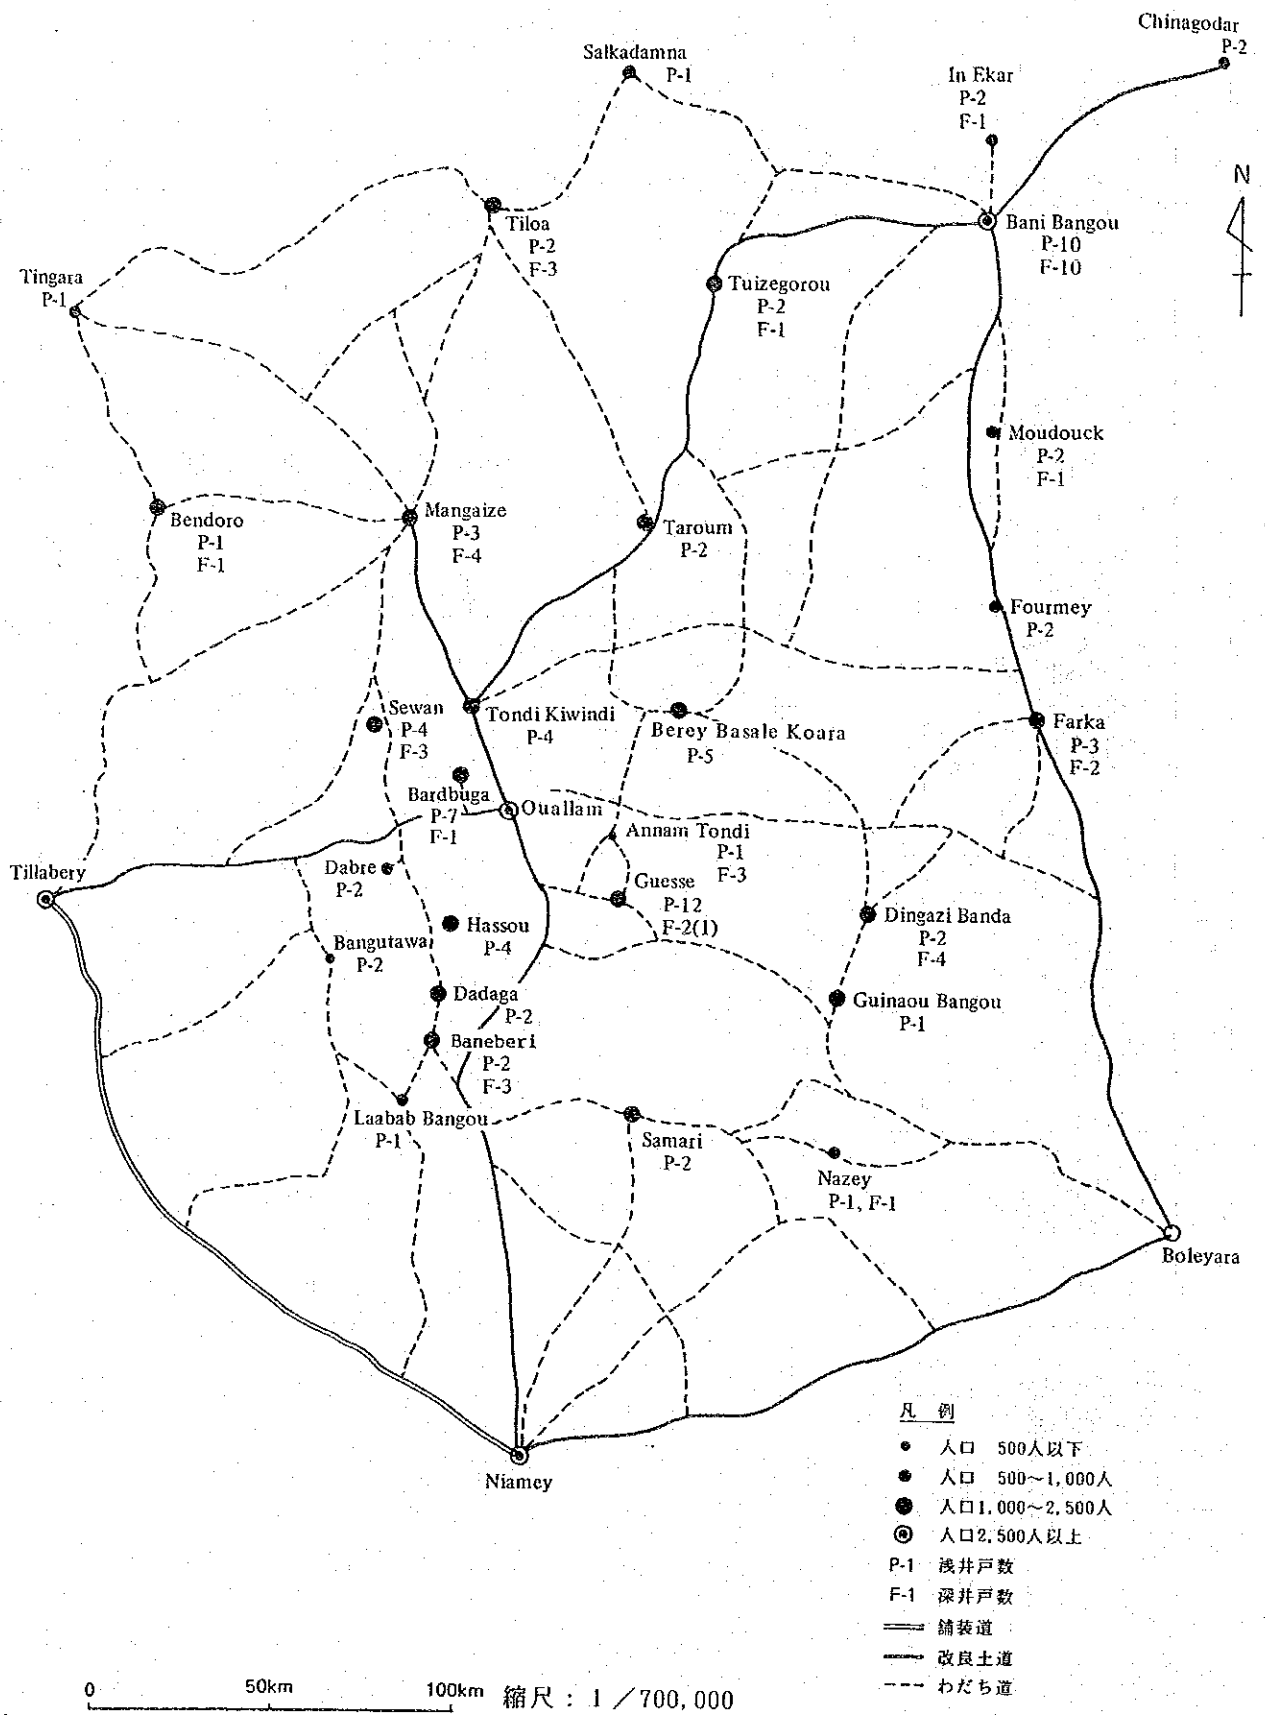 Chinagodar
P-2
Salkadamna
P-1
In Ekar
P-2
F-1
N
Tiloa
P-2
F-3
Bani Bangou
P-10
F-10
Tingara
P-1
Tuizegorou
P-2
F-1
Moudouck
P-2
F-1
Bendoro
P-1
F-1
Mangaize
P-3
F-4
Taroum
P-2
Fourmey
P-2
Sewan
P-4
F-3
Tondi Kiwindi
P-4
Berey Basale Koara
P-5
Farka
P-3
F-2
Bardbuga
P-7
F-1
Ouallam
Annam Tondi
P-1
F-3
Tillabery
Dabre
P-2
Guesse
P-12
F-2(1)
Hassou
P-4
Dingazi Banda
P-2
F-4
Bangutawa
P-2
Dadaga
P-2
Guinaou Bangou
P-1
Baneberi
P-2
F-3
Laabab Bangou
P-1
Samari
P-2
Nazey
P-1, F-1
Boleyara
Niamey
凡 例
人口 500人以下
人口 500～1,000人
人口1,000～2,500人
人口2,500人以上
P-1 浅井戸数
F-1 深井戸数
舗装道
改良土道
わだち道
0 50km 100km 縮尺：1／700,000